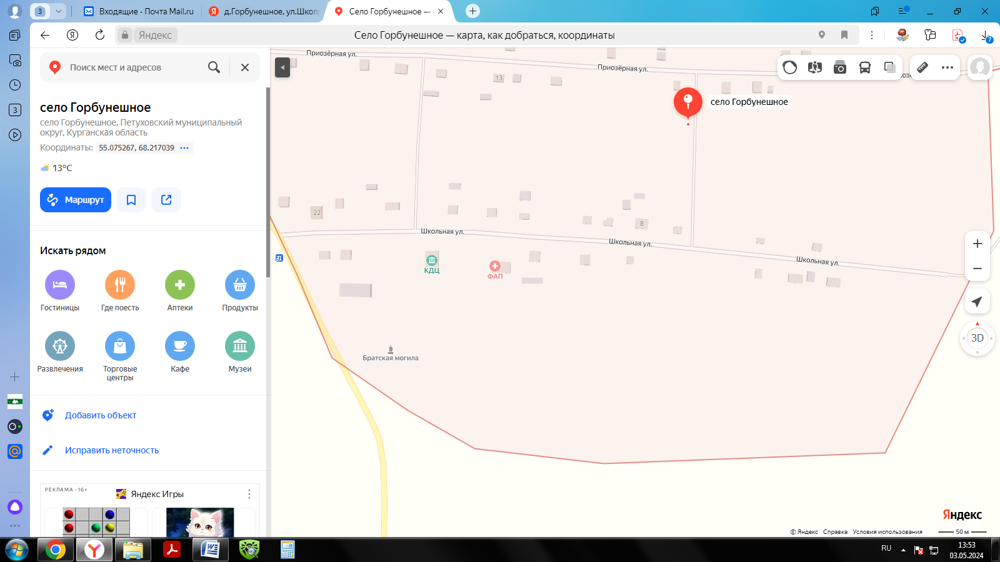 3
Входящие - Почта Mail.ru
д.Горбунешное, ул.Школь
Село Горбунешное —
Яндекс
Село Горбунешное — карта, как добраться, координаты
7
3
Поиск мест и адресов
село Горбунешное
село Горбунешное, Петуховский муниципальный
округ, Курганская область
Координаты: 55.075267, 68.217039
13°C
Маршрут
Искать рядом
Гостиницы
Где поесть
Аптеки
Продукты
Развлечения
Торговые
центры
Кафе
Музеи
Добавить объект
Исправить неточность
РЕКЛАМА • 16+
Яндекс Игры
Приозёрная ул.
Приозёрная ул.
13
село Горбунешное
22
8
Школьная ул.
Школьная ул.
Школьная ул.
КДЦ
ФАП
Братская могила
3D
Яндекс
© Яндекс Справка Условия использования
50 м
RU
13:53
03.05.2024